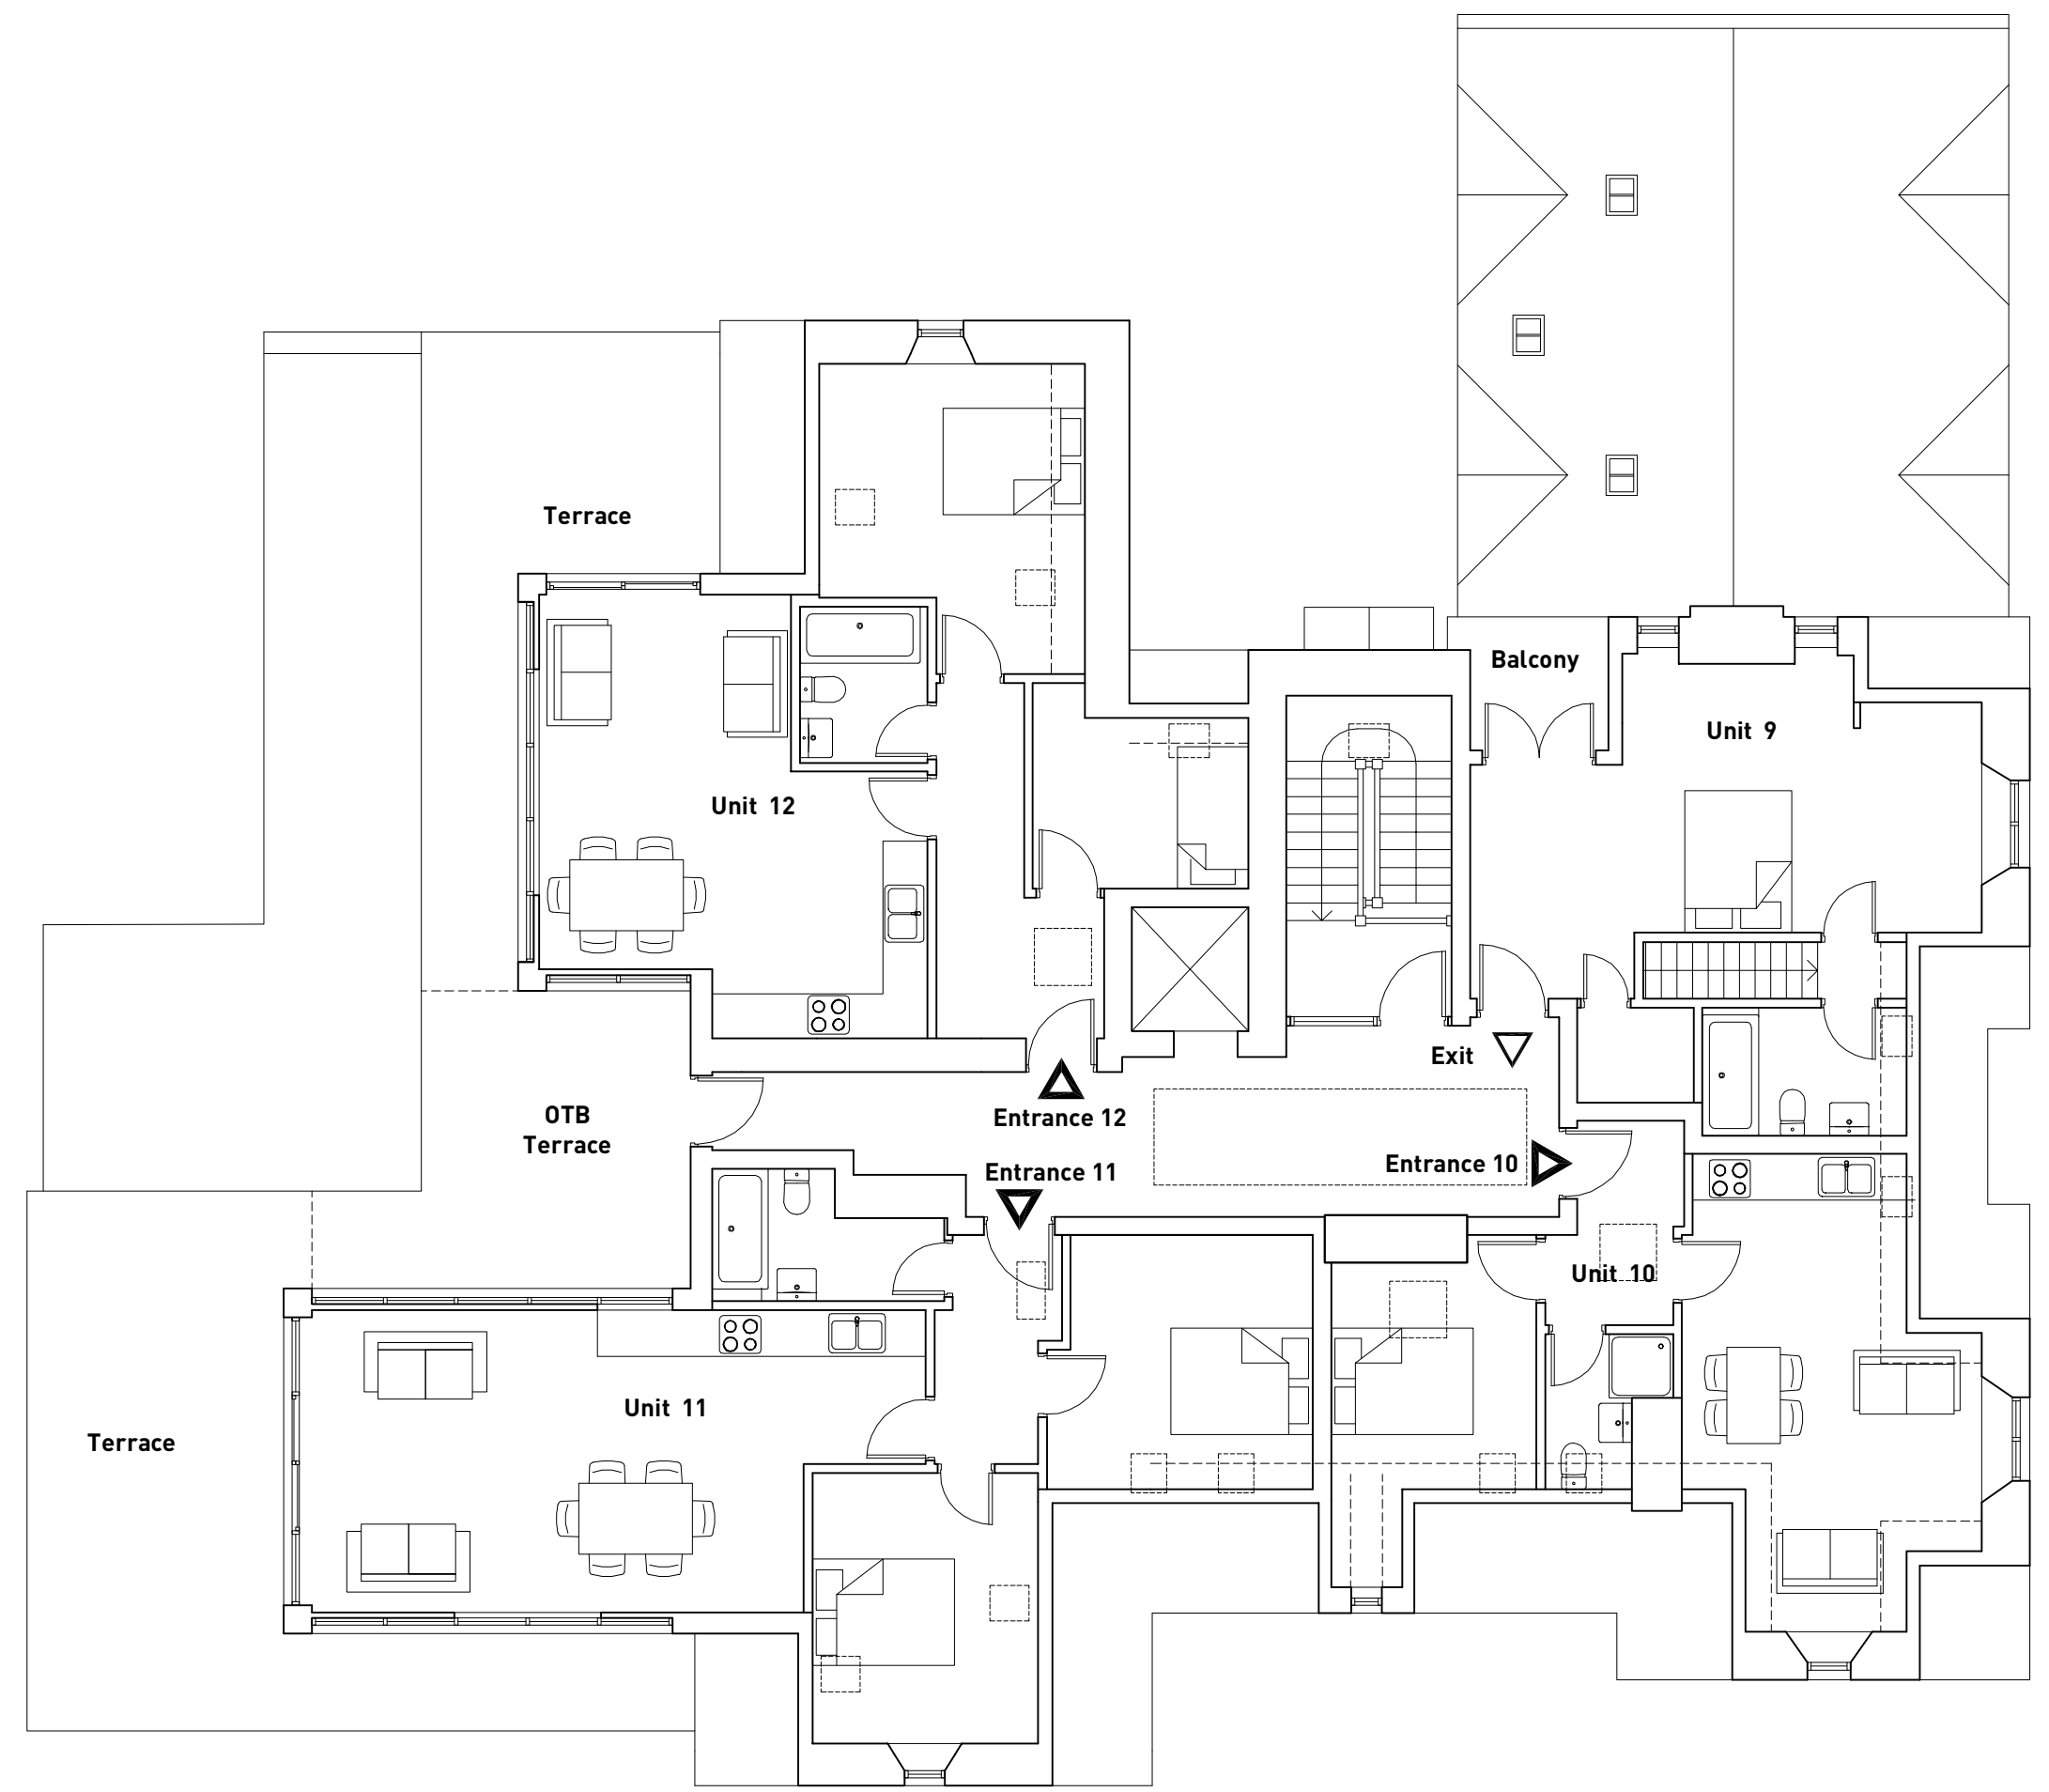 Terrace
Balcony
Unit 9
Unit 12
Exit
OTB
Terrace
Entrance 12
Entrance 11
Entrance 10
Unit 10
Unit 11
Terrace